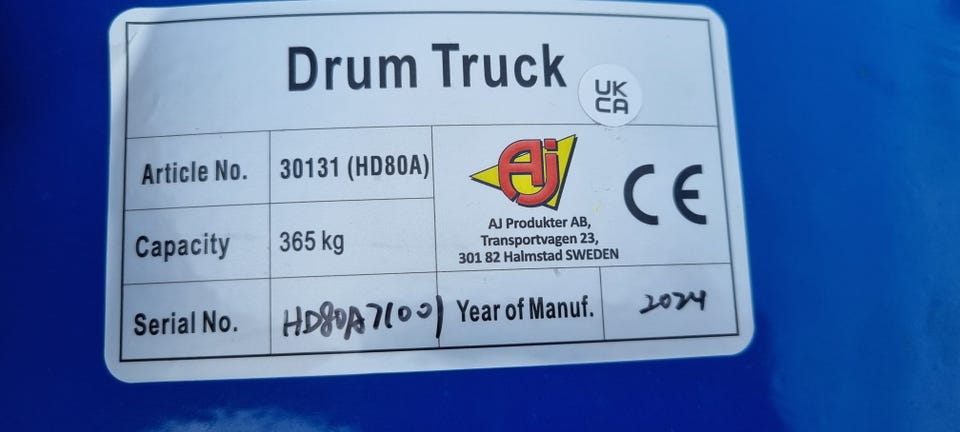 Drum Truck
UK
CA
Article No. 30131 (HD80A)
Aj
CE
AJ Produkter AB,
Transportvagen 23,
301 82 Halmstad SWEDEN
Capacity 365 kg
Serial No. HD80A71001 Year of Manuf. 2024